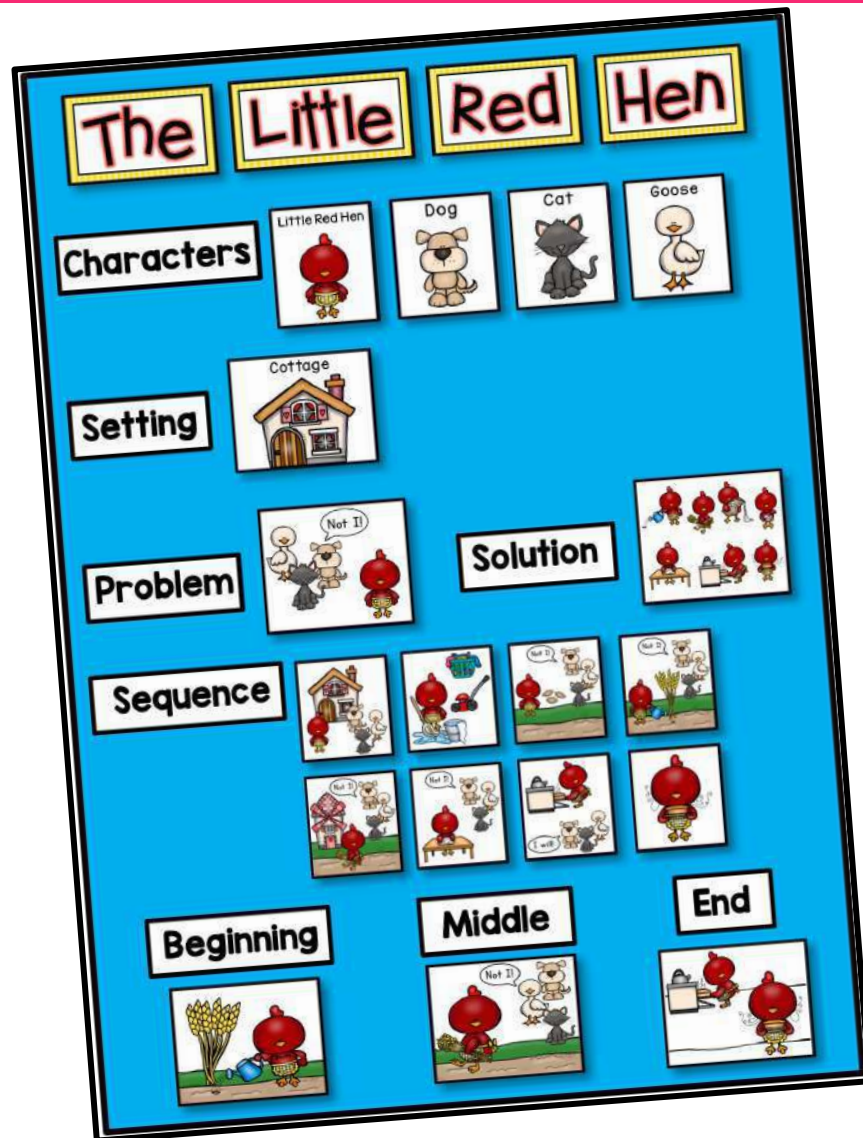 The Little Red Hen
Characters
Little Red Hen
Dog
Cat
Goose
Setting
Cottage
Problem
Not I!
Solution
Sequence
Not I!
Not I!
Not I!
Not I!
I will!
Beginning
Middle
End
Not I!